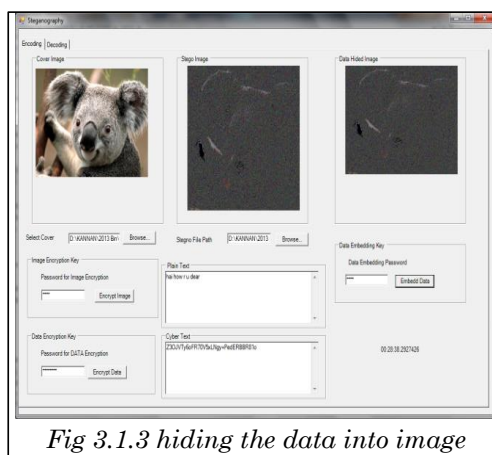 Steganography
Encoding Decoding
Cover Image
Stego Image
Data Hided Image
Select Cover D:\KANNAN\2013 Browse...
Stegno File Path D:\KANNAN\2013 Browse...
Image Encryption Key
Password for Image Encryption
**** Encrypt Image
Plain Text
hai how r u dear
Data Embedding Key
Data Embedding Password
**** Embedd Data
Data Encryption Key
Password for DATA Encryption
Encrypt Data
Cyber Text
00:28:38.2927426
Fig 3.1.3 hiding the data into image